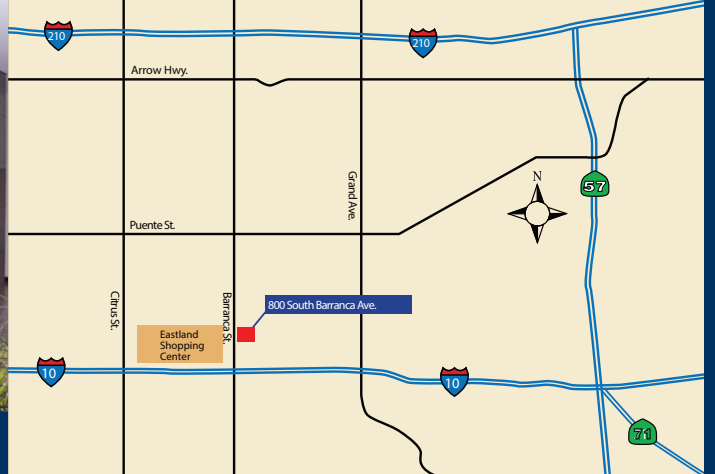 210
210
Arrow Hwy.
N
57
Grand Ave.
Puente St.
Citrus St.
Barranca St.
800 South Barranca Ave.
Eastland
Shopping
Center
10
10
71